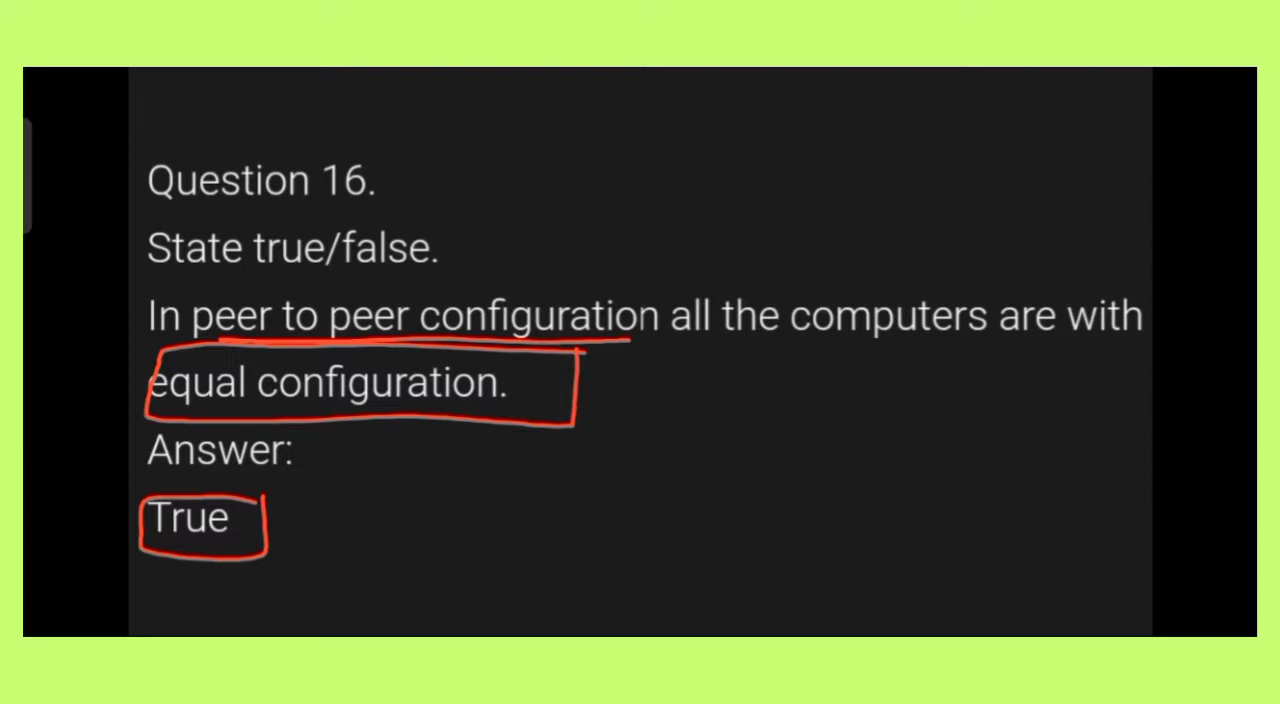 Question 16.
State true/false.
In peer to peer configuration all the computers are with
equal configuration.
Answer:
True